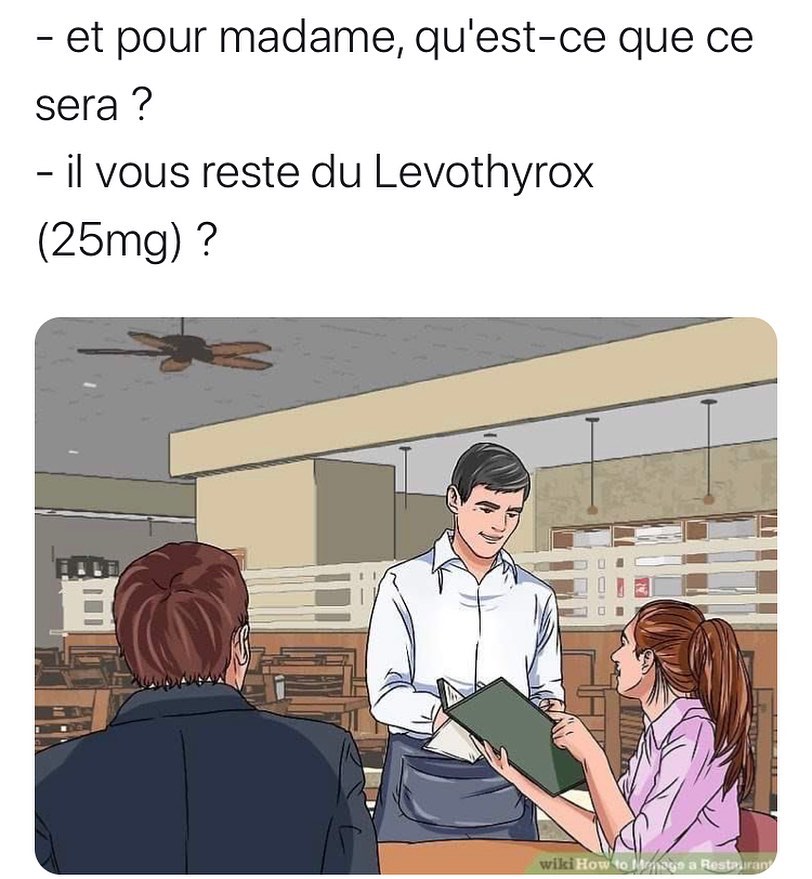 - et pour madame, qu'est-ce que ce
sera ?
- il vous reste du Levothyrox
(25mg) ?
wikiHow to Manage a Restaurant